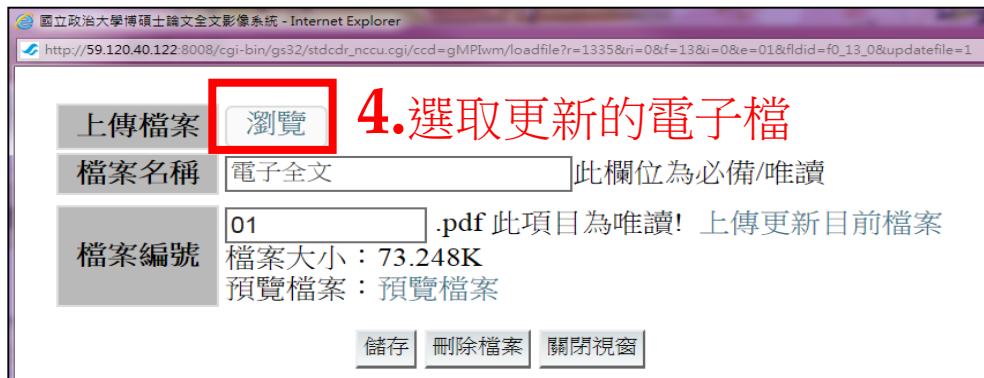 國立政治大學博碩士論文全文影像系統 - Internet Explorer
http://59.120.40.122:8008/cgi-bin/gs32/stdcdr_nccu.cgi/ccd=gMPIwm/loadfile?r=1335&ri=0&f=13&i=0&e=01&fldid=f0_13_0&updatefile=1
上傳檔案 瀏覽 4.選取更新的電子檔
檔案名稱 電子全文 此欄位為必備/唯讀
檔案編號 01 .pdf 此項目為唯讀! 上傳更新目前檔案
檔案大小：73.248K
預覽檔案：預覽檔案
儲存 刪除檔案 關閉視窗